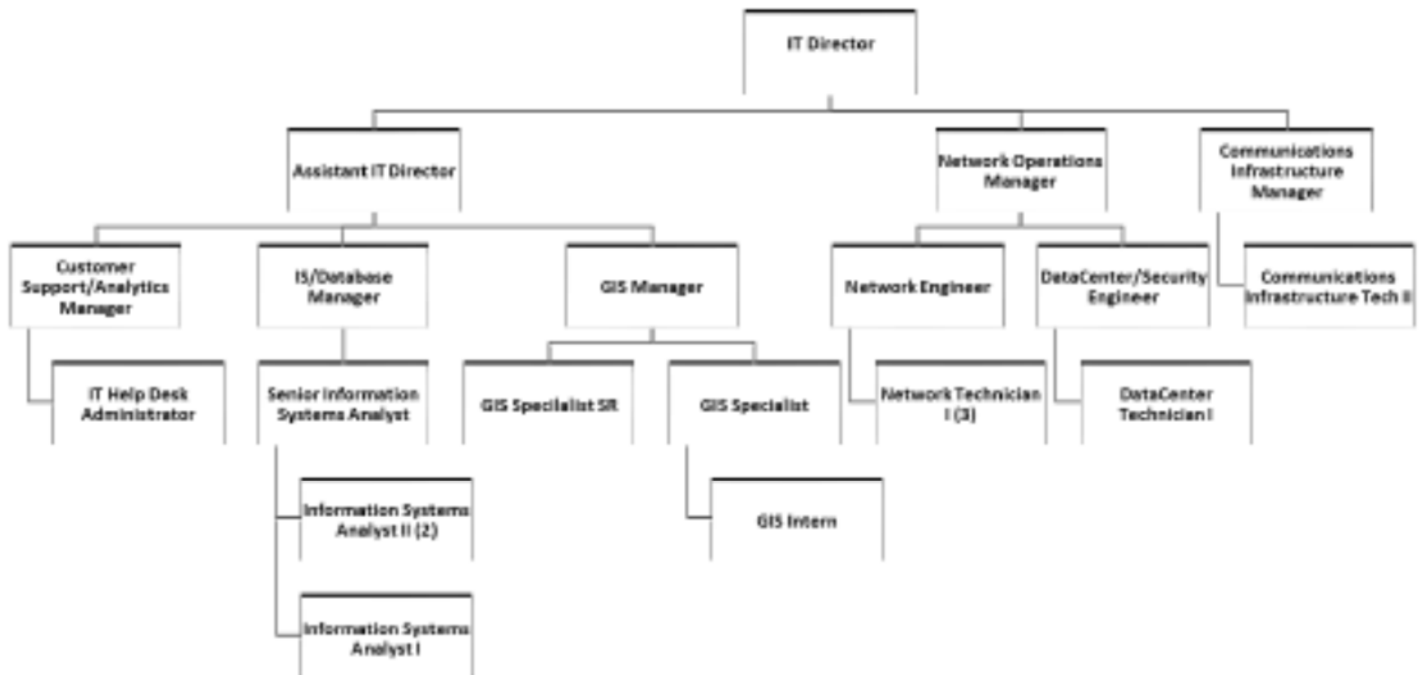 IT Director
Assistant IT Director
Network Operations
Manager
Communications
Infrastructure
Manager
Customer
Support/Analytics
Manager
IS/Database
Manager
GIS Manager
Network Engineer
DataCenter/Security
Engineer
Communications
Infrastructure Tech II
IT Help Desk
Administrator
Senior Information
Systems Analyst
GIS Specilalist SR
GIS Specialist
Network Technician
I (3)
DataCenter
Technician I
Information Systems
Analyst II (2)
GIS Intern
Information Systems
Analyst I